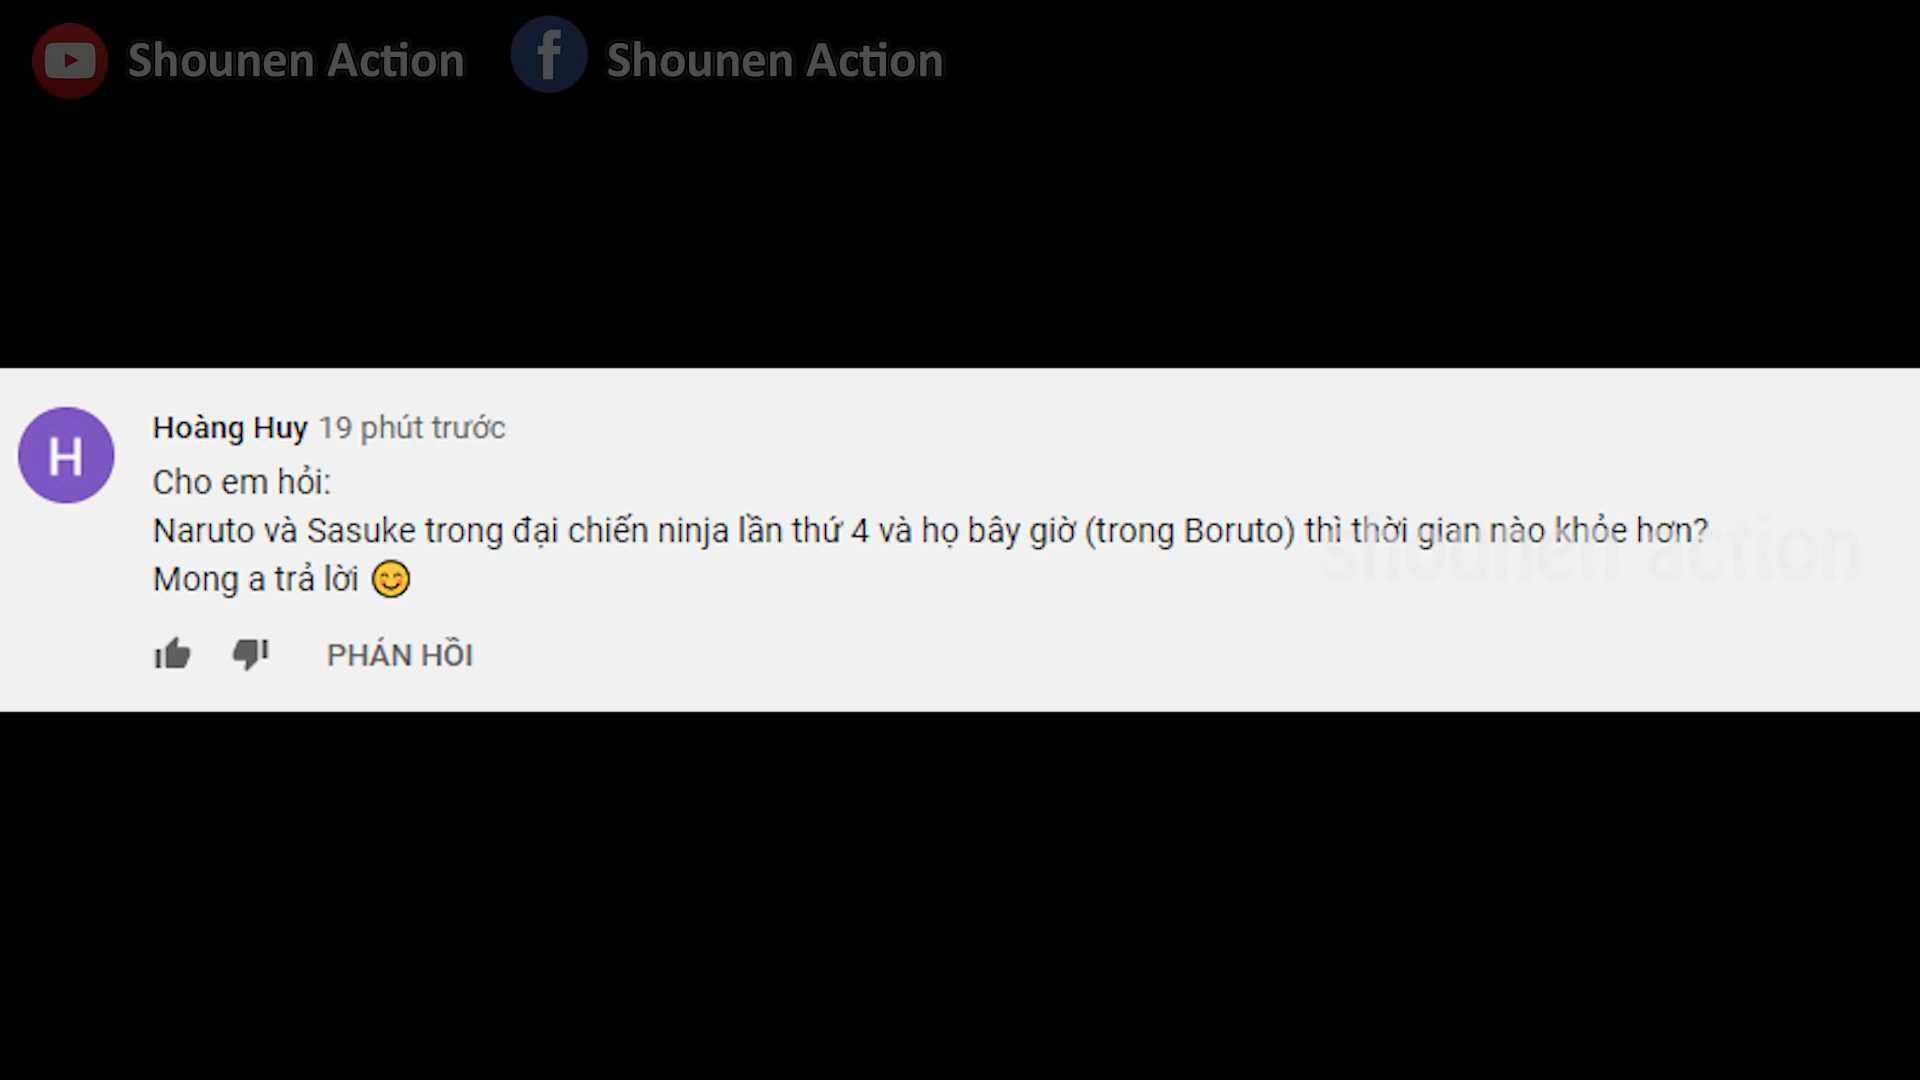 Shounen Action Shounen Action
H
Hoàng Huy 19 phút trước
Cho em hỏi:
Naruto và Sasuke trong đại chiến ninja lần thứ 4 và họ bây giờ (trong Boruto) thì thời gian nào khỏe hơn?
shounen action
Mong a trả lời 😊
PHẢN HỒI